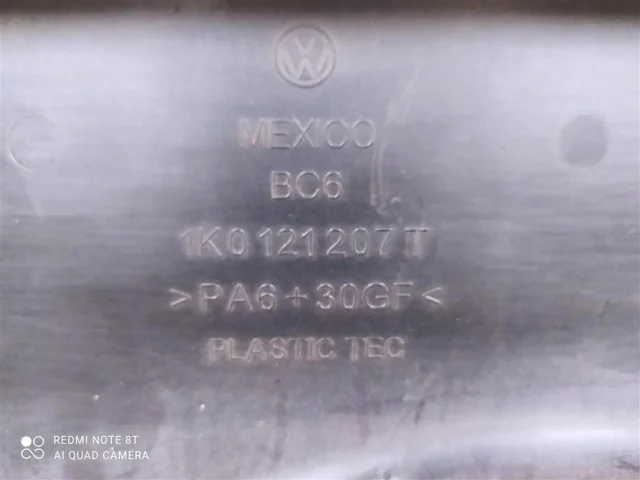 MEXICO
BC6
1K0 121 207 T
>PA6+30GF<
PLASTIC TEC
REDMI NOTE 8T
AI QUAD CAMERA